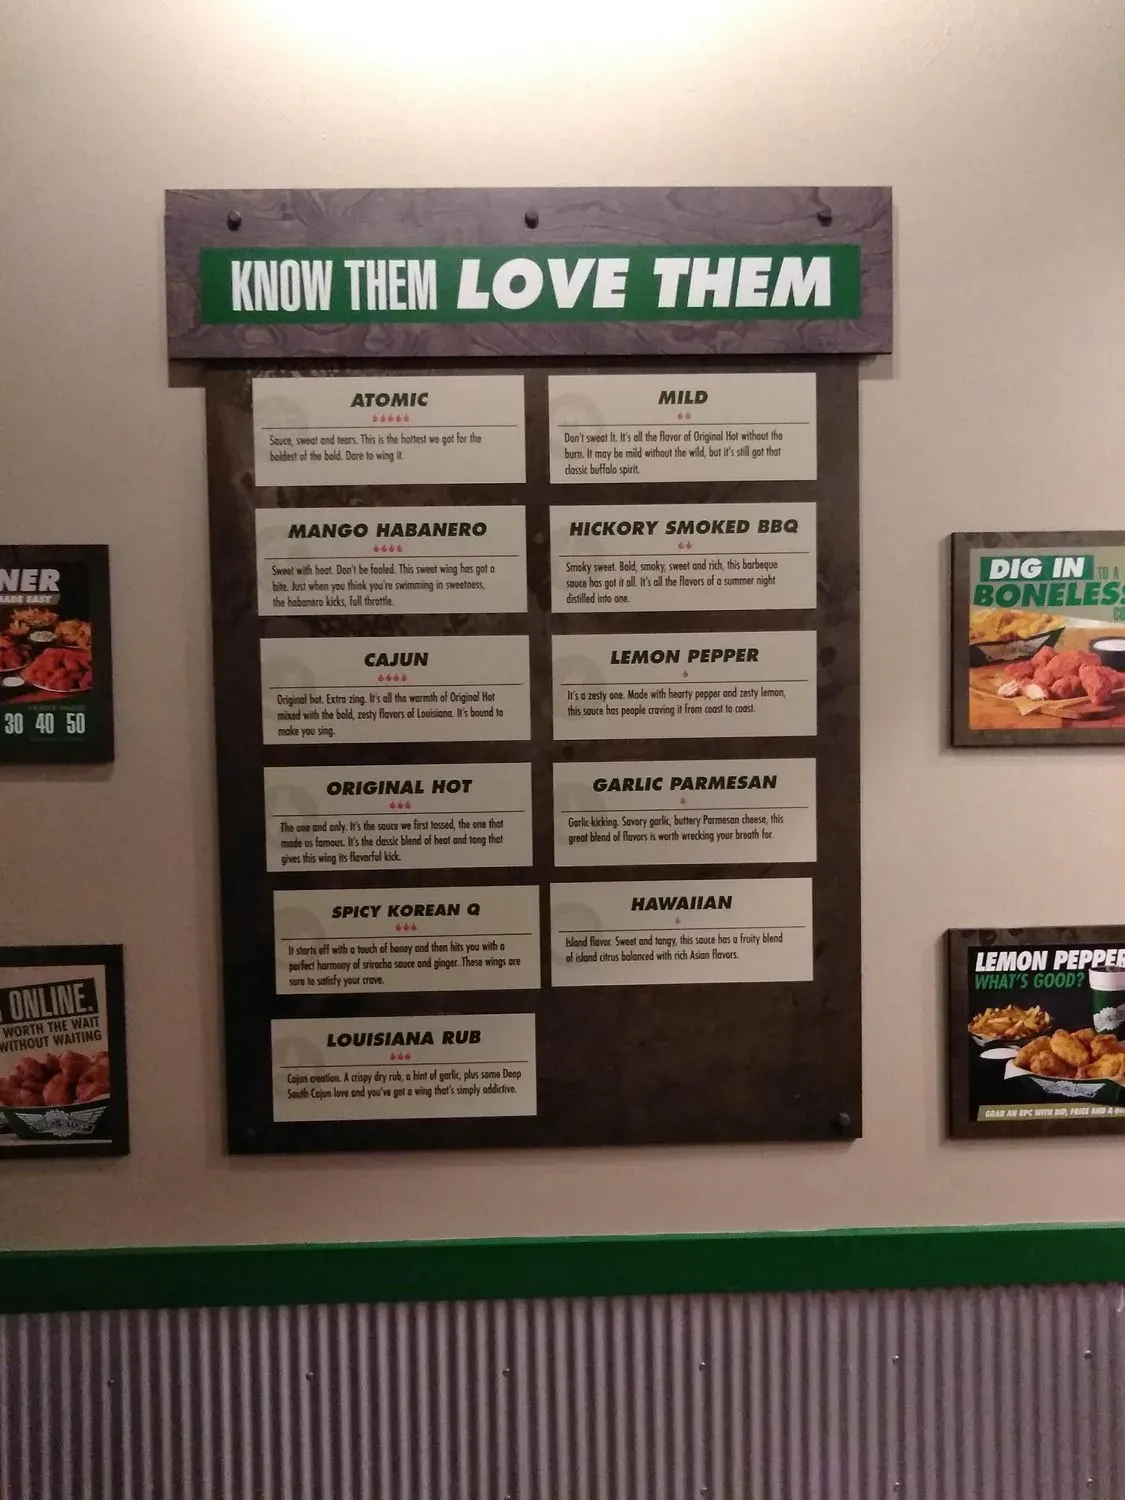 KNOW THEM LOVE THEM
ATOMIC
Sauce, sweat and tears. This is the hottest we got for the
boldest of the bold. Dare to wing it.
MANGO HABANERO
Sweet with heat. Don't be fooled. This sweet wing has got a
bite. Just when you think you're swimming in sweetness,
the habanero kicks, full throttle.
CAJUN
Original hot. Extra zing. It's all the warmth of Original Hot
mixed with the bold, zesty flavors of Louisiana. It's bound to
make you sing.
ORIGINAL HOT
The one and only. It's the sauce we first tossed, the one that
made us famous. It's the classic blend of heat and tang that
gives this wing its flavorful kick.
SPICY KOREAN Q
It starts off with a touch of honey and then hits you with a
perfect harmony of sriracha sauce and ginger. These wings are
sure to satisfy your crave.
LOUISIANA RUB
Cajun creation. A crispy dry rub, a hint of garlic, plus some Deep
South Cajun love and you've got a wing that's simply addictive.
MILD
Don't sweat It. It's all the flavor of Original Hot without the
burn. It may be mild without the wild, but it's still got that
classic buffalo spirit.
HICKORY SMOKED BBQ
Smoky sweet. Bold, smoky, sweet and rich, this barbeque
sauce has got it all. It's all the flavors of a summer night
distilled into one.
LEMON PEPPER
It's a zesty one. Made with hearty pepper and zesty lemon,
this sauce has people craving it from coast to coast.
GARLIC PARMESAN
Garlic-kicking. Savory garlic, buttery Parmesan cheese, this
great blend of flavors is worth wrecking your breath for.
HAWAIIAN
Island flavor. Sweet and tangy, this sauce has a fruity blend
of island citrus balanced with rich Asian flavors.
NER
ADE EASY
30 40 50
ONLINE.
WORTH THE WAIT
WITHOUT WAITING
DIG IN TO A
BONELESS
CO
LEMON PEPPER
WHAT'S GOOD?
GRAB AN 8PC WITH DIP, FRIES AND A